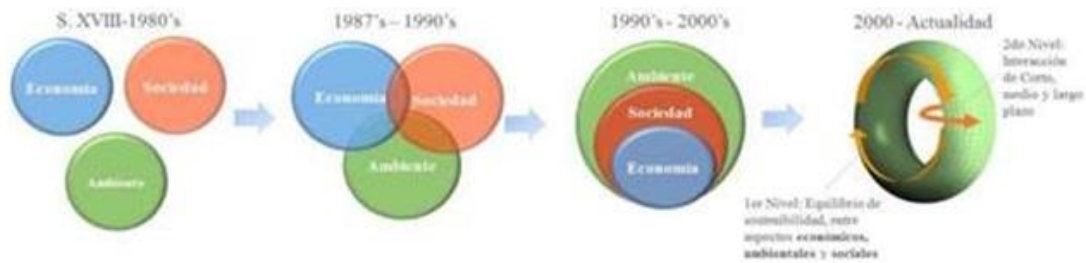 S. XVIII-1980's
Economía
Sociedad
Ambiente
1987's – 1990's
Economía
Sociedad
Ambiente
1990's - 2000's
Ambiente
Sociedad
Economía
2000 - Actualidad
2do Nivel:
Interacción
de Corto,
medio y largo
plazo
1er Nivel: Equilibrio de
sostenibilidad, entre
aspectos económicos,
ambientales y sociales